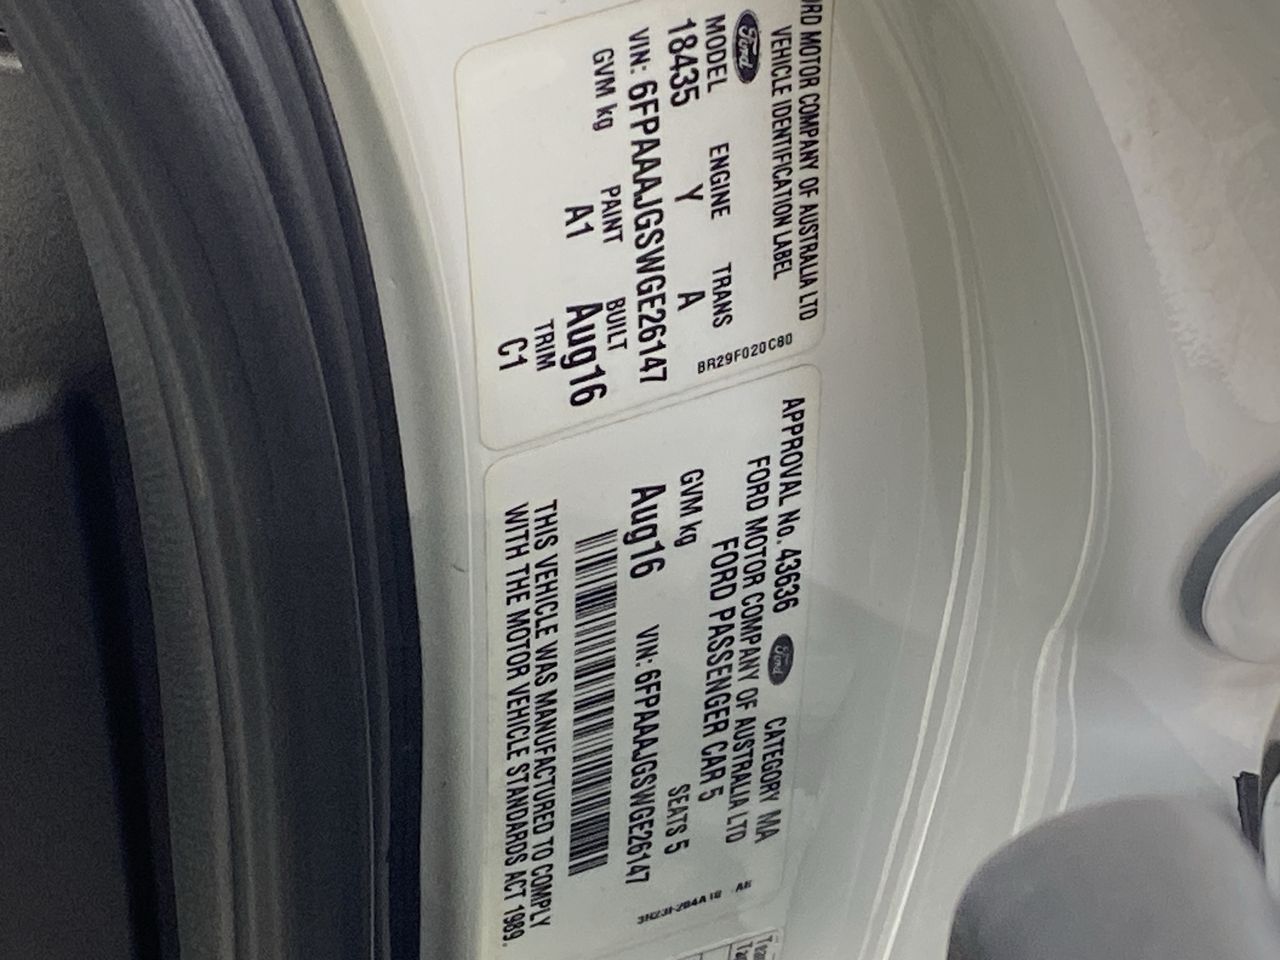 FORD MOTOR COMPANY OF AUSTRALIA LTD
VEHICLE IDENTIFICATION LABEL
Ford
MODEL ENGINE TRANS
18435 Y A
VIN: 6FPAAAJGSWGE26147
GVM kg PAINT BUILT TRIM
A1 Aug16 C1
BR29F020C80
APPROVAL No. 43636 Ford CATEGORY MA
FORD MOTOR COMPANY OF AUSTRALIA LTD
FORD PASSENGER CAR 5
GVM kg SEATS 5
Aug16 VIN: 6FPAAAJGSWGE26147
THIS VEHICLE WAS MANUFACTURED TO COMPLY
WITH THE MOTOR VEHICLE STANDARDS ACT 1989.